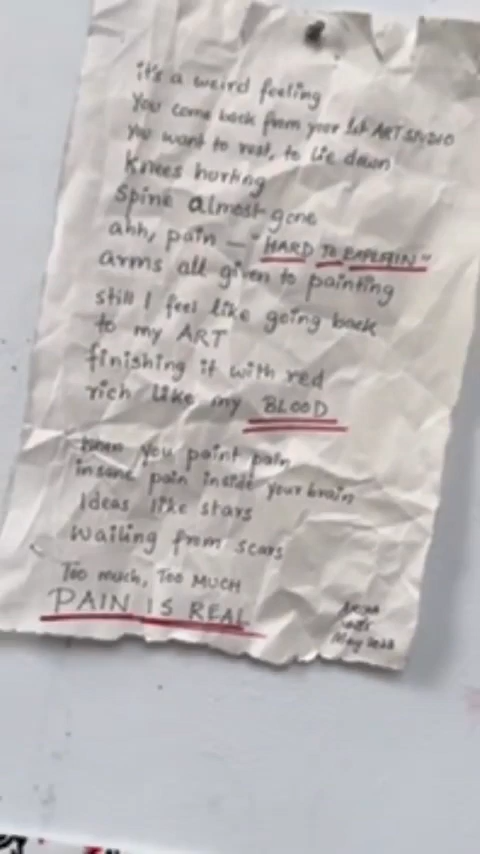 it's a weird feeling
You come back from your 1st ART STUDIO
you want to rest, to lie down
Knees hurting
Spine almost gone
ahh, pain – "HARD TO EXPLAIN"
arms all given to painting
still I feel like going back
to my ART
finishing it with red
rich like my BLOOD
when you paint pain
insane pain inside your brain
Ideas like stars
wailing from scars
Too much, TOO MUCH
PAIN IS REAL
May